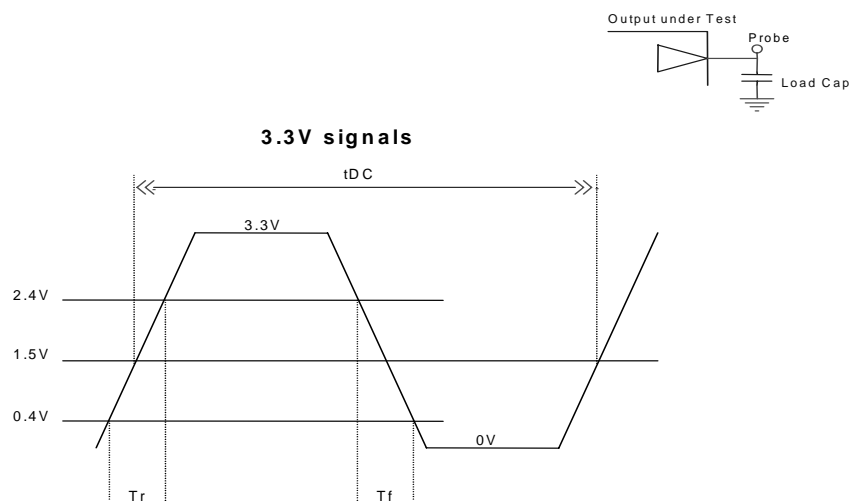 Output under Test
Probe
Load Cap
3.3V signals
tDC
3.3V
2.4V
1.5V
0.4V
0V
Tr
Tf